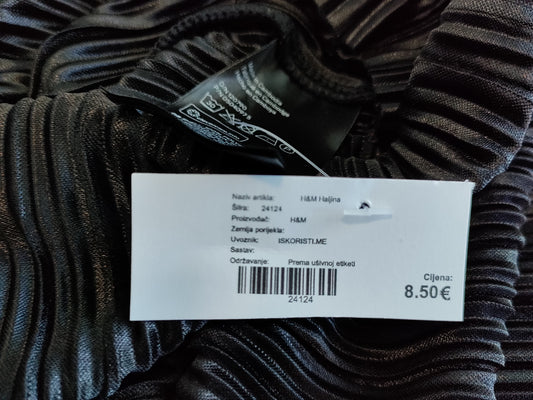 Naziv artikla: H&M Haljina
Šifra: 24124
Proizvođač: H&M
Zemlja porijekla:
Uvoznik: ISKORISTI.ME
Sastav:
Održavanje: Prema ušivnoj etiketi
24124
Cijena:
8.50€